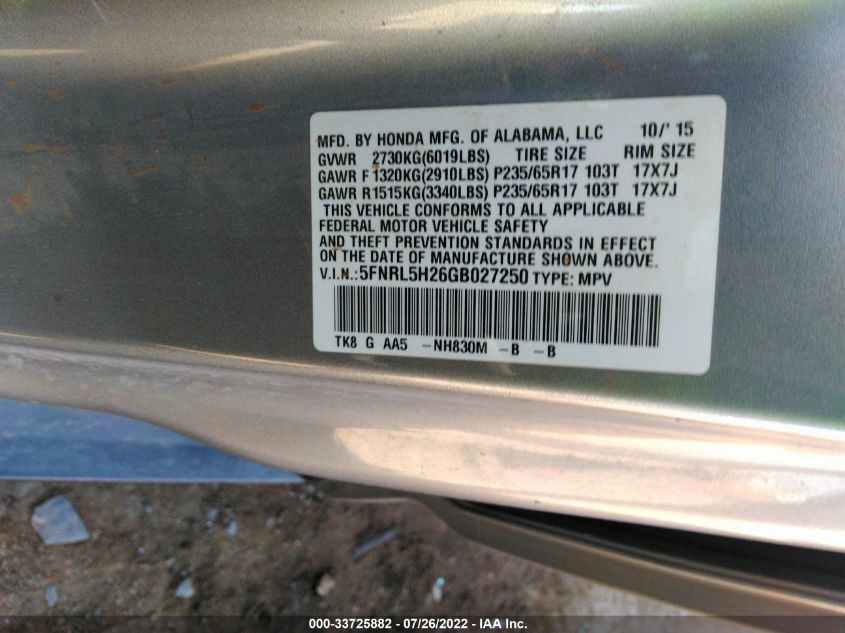 MFD. BY HONDA MFG. OF ALABAMA, LLC 10/'15
GVWR 2730KG(6019LBS) TIRE SIZE RIM SIZE
GAWR F 1320KG(2910LBS) P235/65R17 103T 17X7J
GAWR R1515KG(3340LBS) P235/65R17 103T 17X7J
THIS VEHICLE CONFORMS TO ALL APPLICABLE
FEDERAL MOTOR VEHICLE SAFETY
AND THEFT PREVENTION STANDARDS IN EFFECT
ON THE DATE OF MANUFACTURE SHOWN ABOVE.
V.I.N.:5FNRL5H26GB027250 TYPE: MPV
TK8 G AA5 -NH830M -B -B
000-33725882 - 07/26/2022 - IAA Inc.